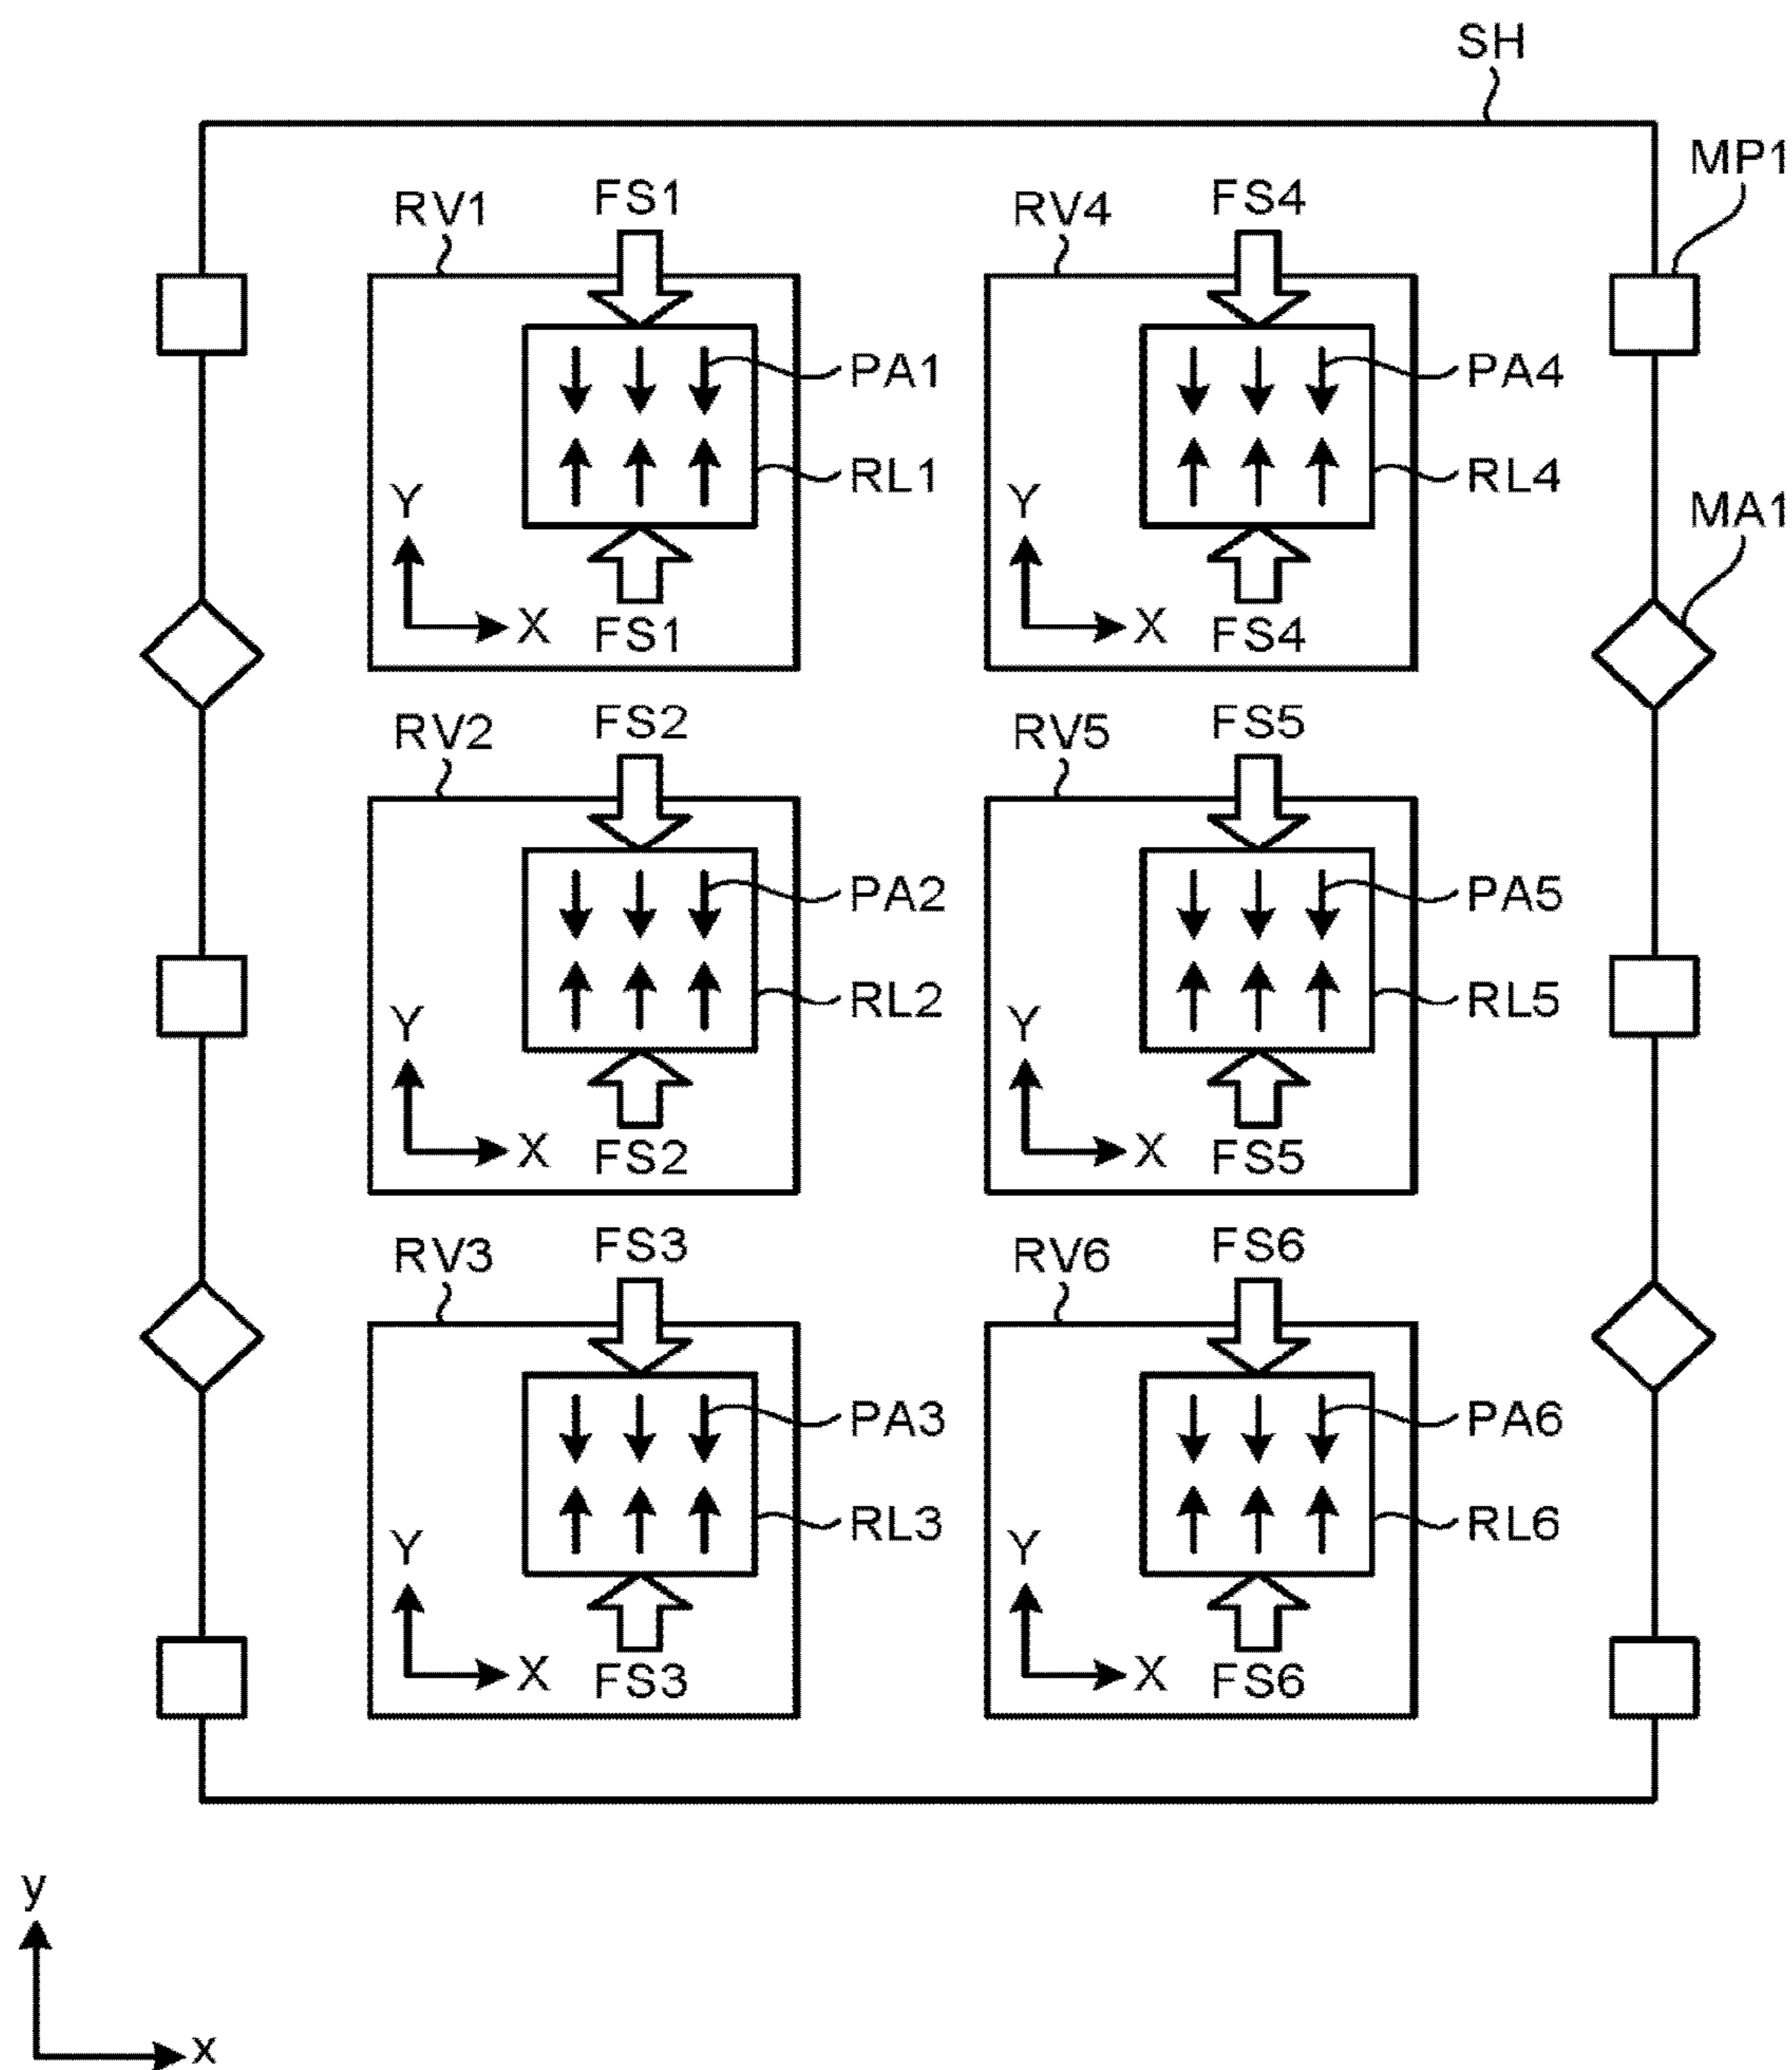 SH
MP1
RV1 FS1 RV4 FS4
PA1 PA4
Y RL1 Y RL4
MA1
X FS1 X FS4
RV2 FS2 RV5 FS5
PA2 PA5
Y RL2 Y RL5
X FS2 X FS5
RV3 FS3 RV6 FS6
PA3 PA6
Y RL3 Y RL6
X FS3 X FS6
y
x